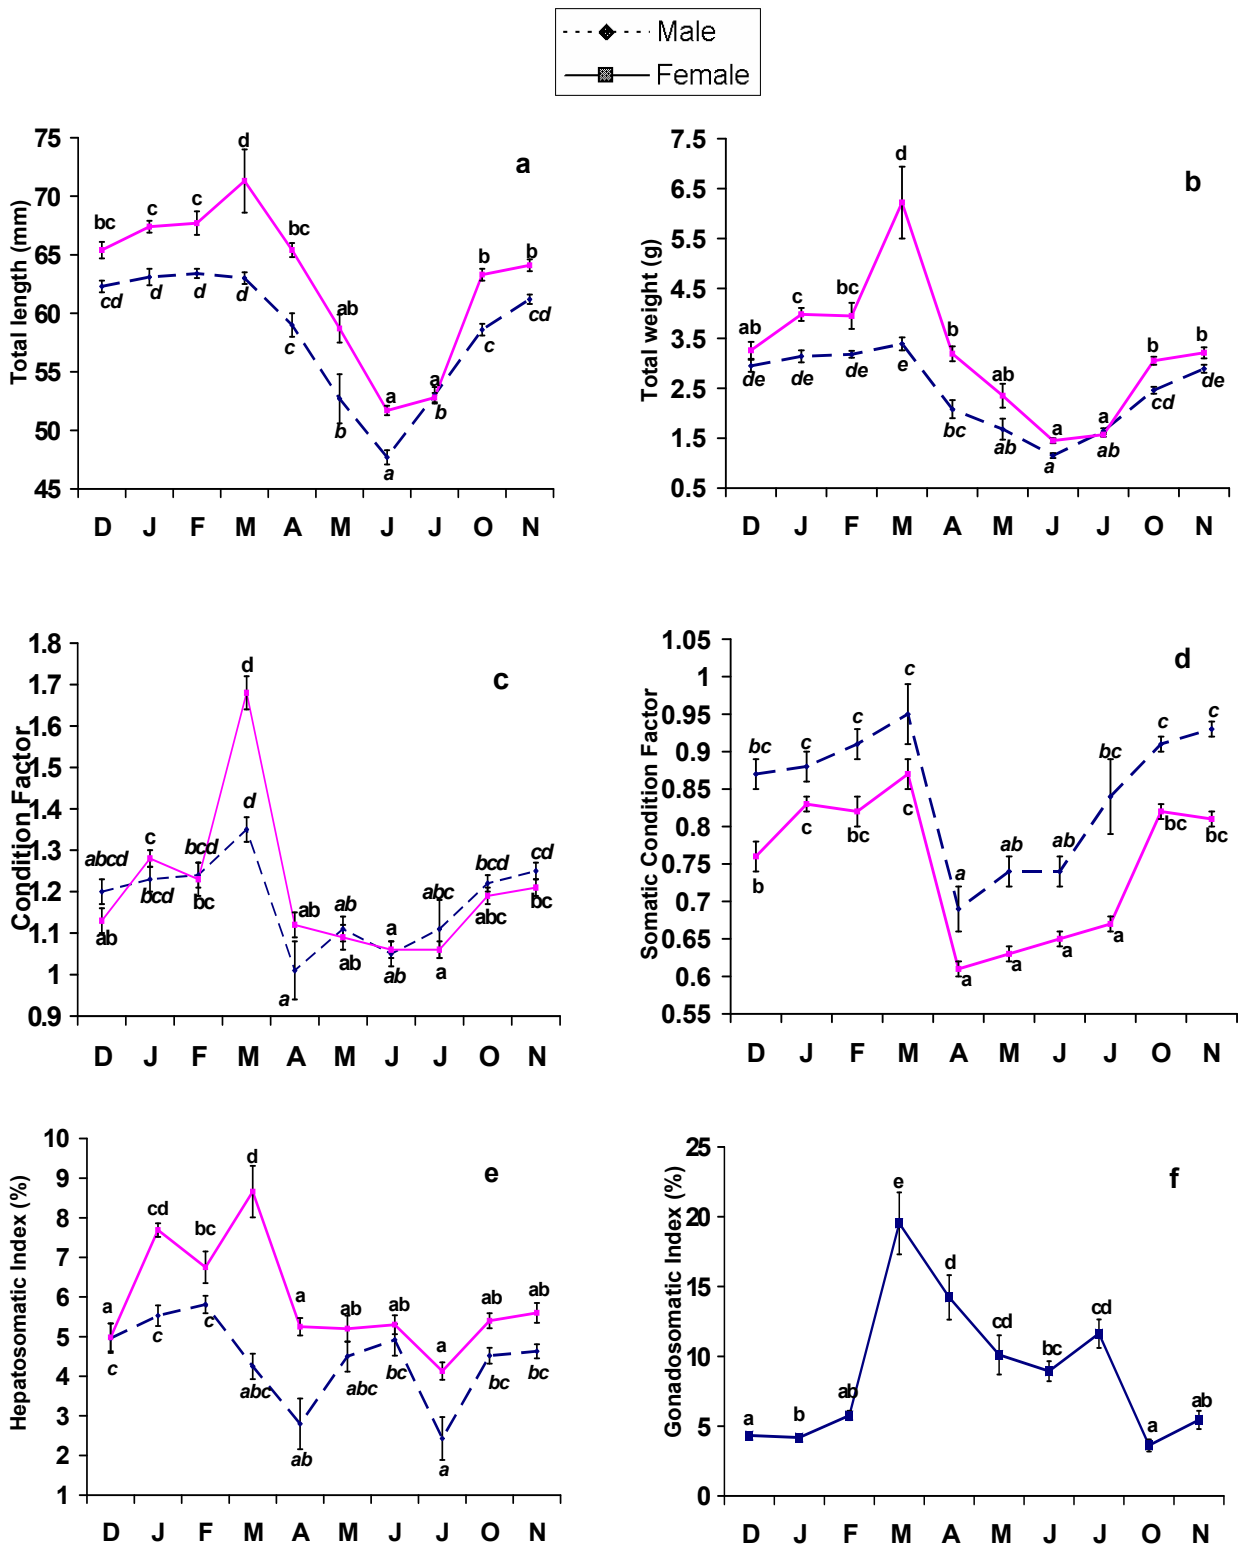 Male
Female
a
Total length (mm)
75
70
65
60
55
50
45
bc
c
c
d
bc
ab
a
a
b
b
cd
d
d
d
c
b
a
b
c
cd
D J F M A M J J O N
b
Total weight (g)
7.5
6.5
5.5
4.5
3.5
2.5
1.5
0.5
ab
c
bc
d
b
ab
a
a
b
b
de
de
de
e
bc
ab
a
ab
cd
de
D J F M A M J J O N
c
Condition Factor
1.8
1.7
1.6
1.5
1.4
1.3
1.2
1.1
1
0.9
abcd
c
bcd
d
d
ab
ab
a
abc
bcd
cd
ab
bcd
bc
a
ab
ab
a
abc
bc
D J F M A M J J O N
d
Somatic Condition Factor
1.05
1
0.95
0.9
0.85
0.8
0.75
0.7
0.65
0.6
0.55
bc
c
c
c
a
ab
ab
bc
c
c
b
c
bc
c
a
a
a
a
bc
bc
D J F M A M J J O N
e
Hepatosomatic Index (%)
10
9
8
7
6
5
4
3
2
1
a
cd
bc
d
a
ab
ab
a
ab
ab
c
c
c
abc
ab
abc
bc
a
bc
bc
D J F M A M J J O N
f
Gonadosomatic Index (%)
25
20
15
10
5
0
a
b
ab
e
d
cd
bc
cd
a
ab
D J F M A M J J O N